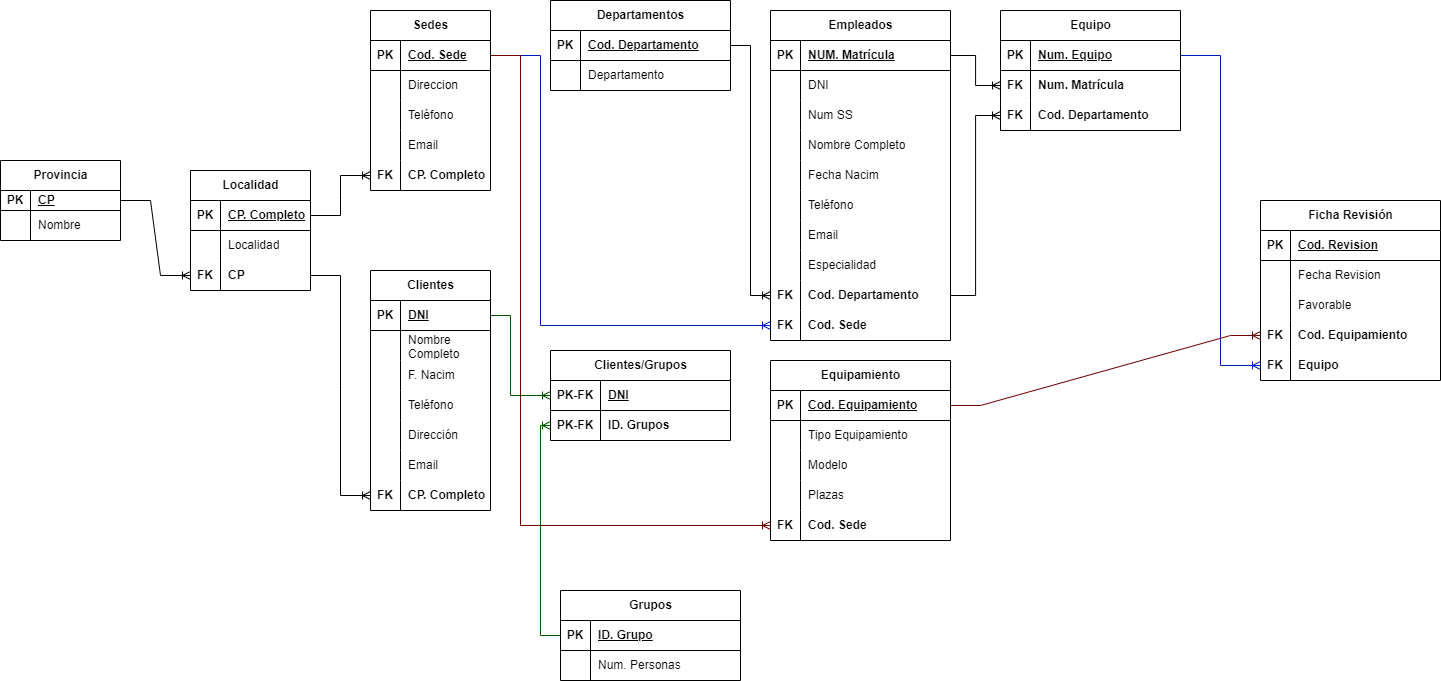 Provincia
PK CP
Nombre
Localidad
PK CP. Completo
Localidad
FK CP
Sedes
PK Cod. Sede
Direccion
Teléfono
Email
FK CP. Completo
Clientes
PK DNI
Nombre
Completo
F. Nacim
Teléfono
Dirección
Email
FK CP. Completo
Departamentos
PK Cod. Departamento
Departamento
Clientes/Grupos
PK-FK DNI
PK-FK ID. Grupos
Grupos
PK ID. Grupo
Num. Personas
Empleados
PK NUM. Matrícula
DNI
Num SS
Nombre Completo
Fecha Nacim
Teléfono
Email
Especialidad
FK Cod. Departamento
FK Cod. Sede
Equipamiento
PK Cod. Equipamiento
Tipo Equipamiento
Modelo
Plazas
FK Cod. Sede
Equipo
PK Num. Equipo
FK Num. Matrícula
FK Cod. Departamento
Ficha Revisión
PK Cod. Revision
Fecha Revision
Favorable
FK Cod. Equipamiento
FK Equipo